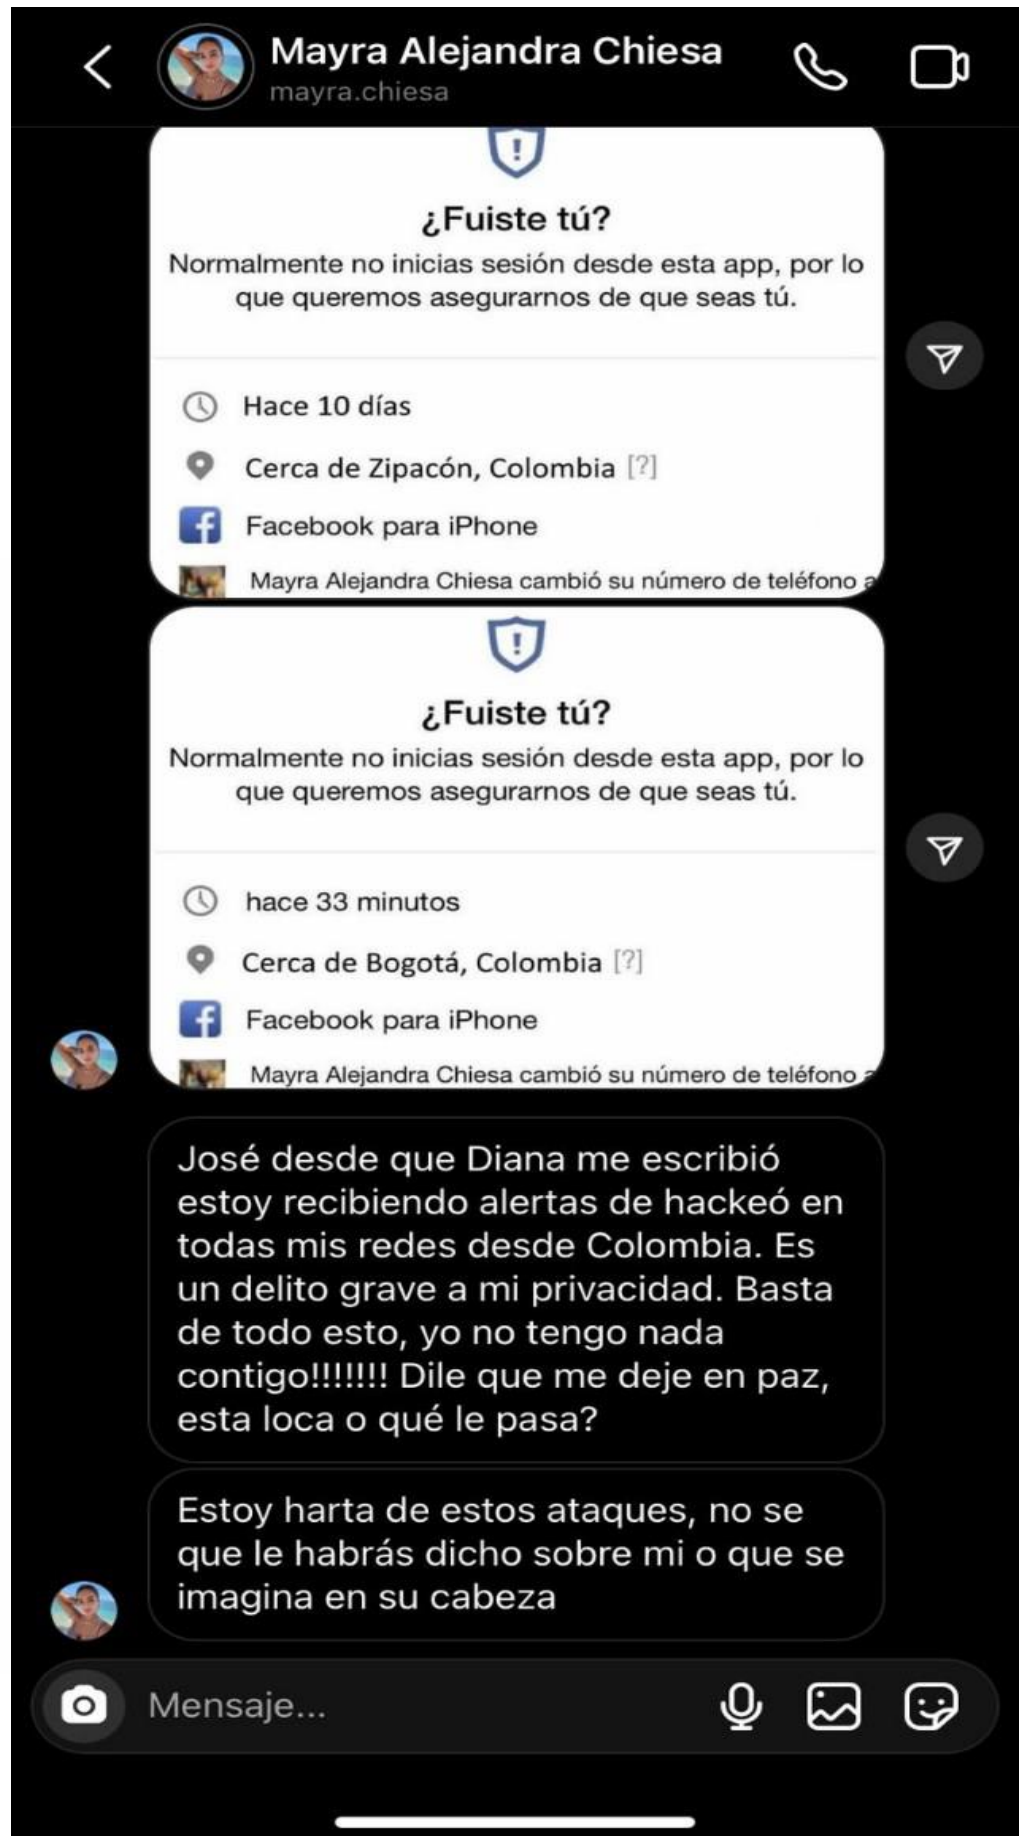 Mayra Alejandra Chiesa
mayra.chiesa
¿Fuiste tú?
Normalmente no inicias sesión desde esta app, por lo
que queremos asegurarnos de que seas tú.
Hace 10 días
Cerca de Zipacón, Colombia [?]
Facebook para iPhone
Mayra Alejandra Chiesa cambió su número de teléfono a
¿Fuiste tú?
Normalmente no inicias sesión desde esta app, por lo
que queremos asegurarnos de que seas tú.
hace 33 minutos
Cerca de Bogotá, Colombia [?]
Facebook para iPhone
Mayra Alejandra Chiesa cambió su número de teléfono a
José desde que Diana me escribió
estoy recibiendo alertas de hackeó en
todas mis redes desde Colombia. Es
un delito grave a mi privacidad. Basta
de todo esto, yo no tengo nada
contigo!!!!!!! Dile que me deje en paz,
esta loca o qué le pasa?
Estoy harta de estos ataques, no se
que le habrás dicho sobre mi o que se
imagina en su cabeza
Mensaje...